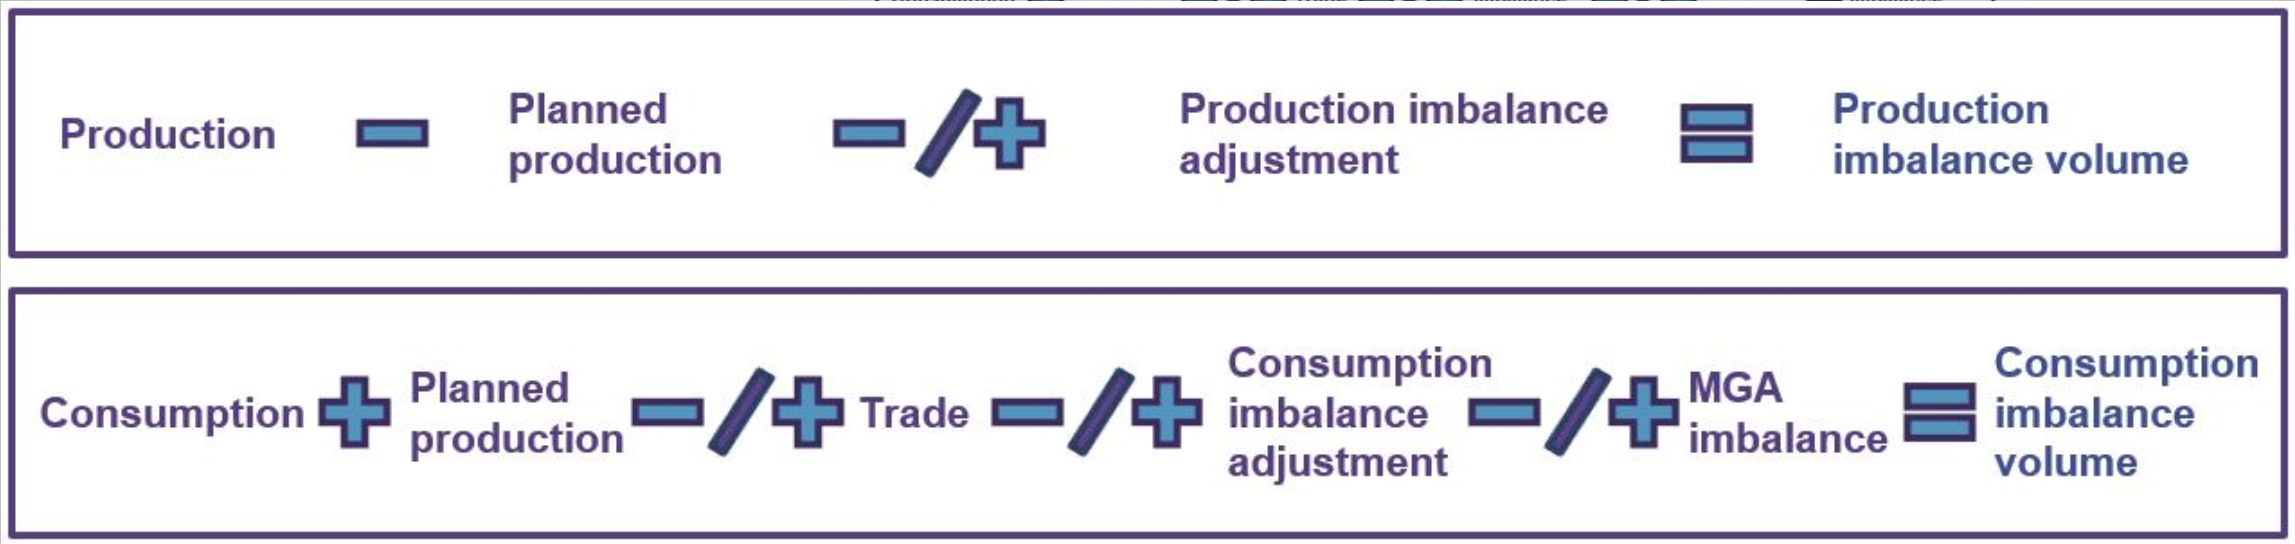 Production
Planned
production
Production imbalance
adjustment
Production
imbalance volume
Consumption
Planned
production
Trade
Consumption
imbalance
adjustment
MGA
imbalance
Consumption
imbalance
volume